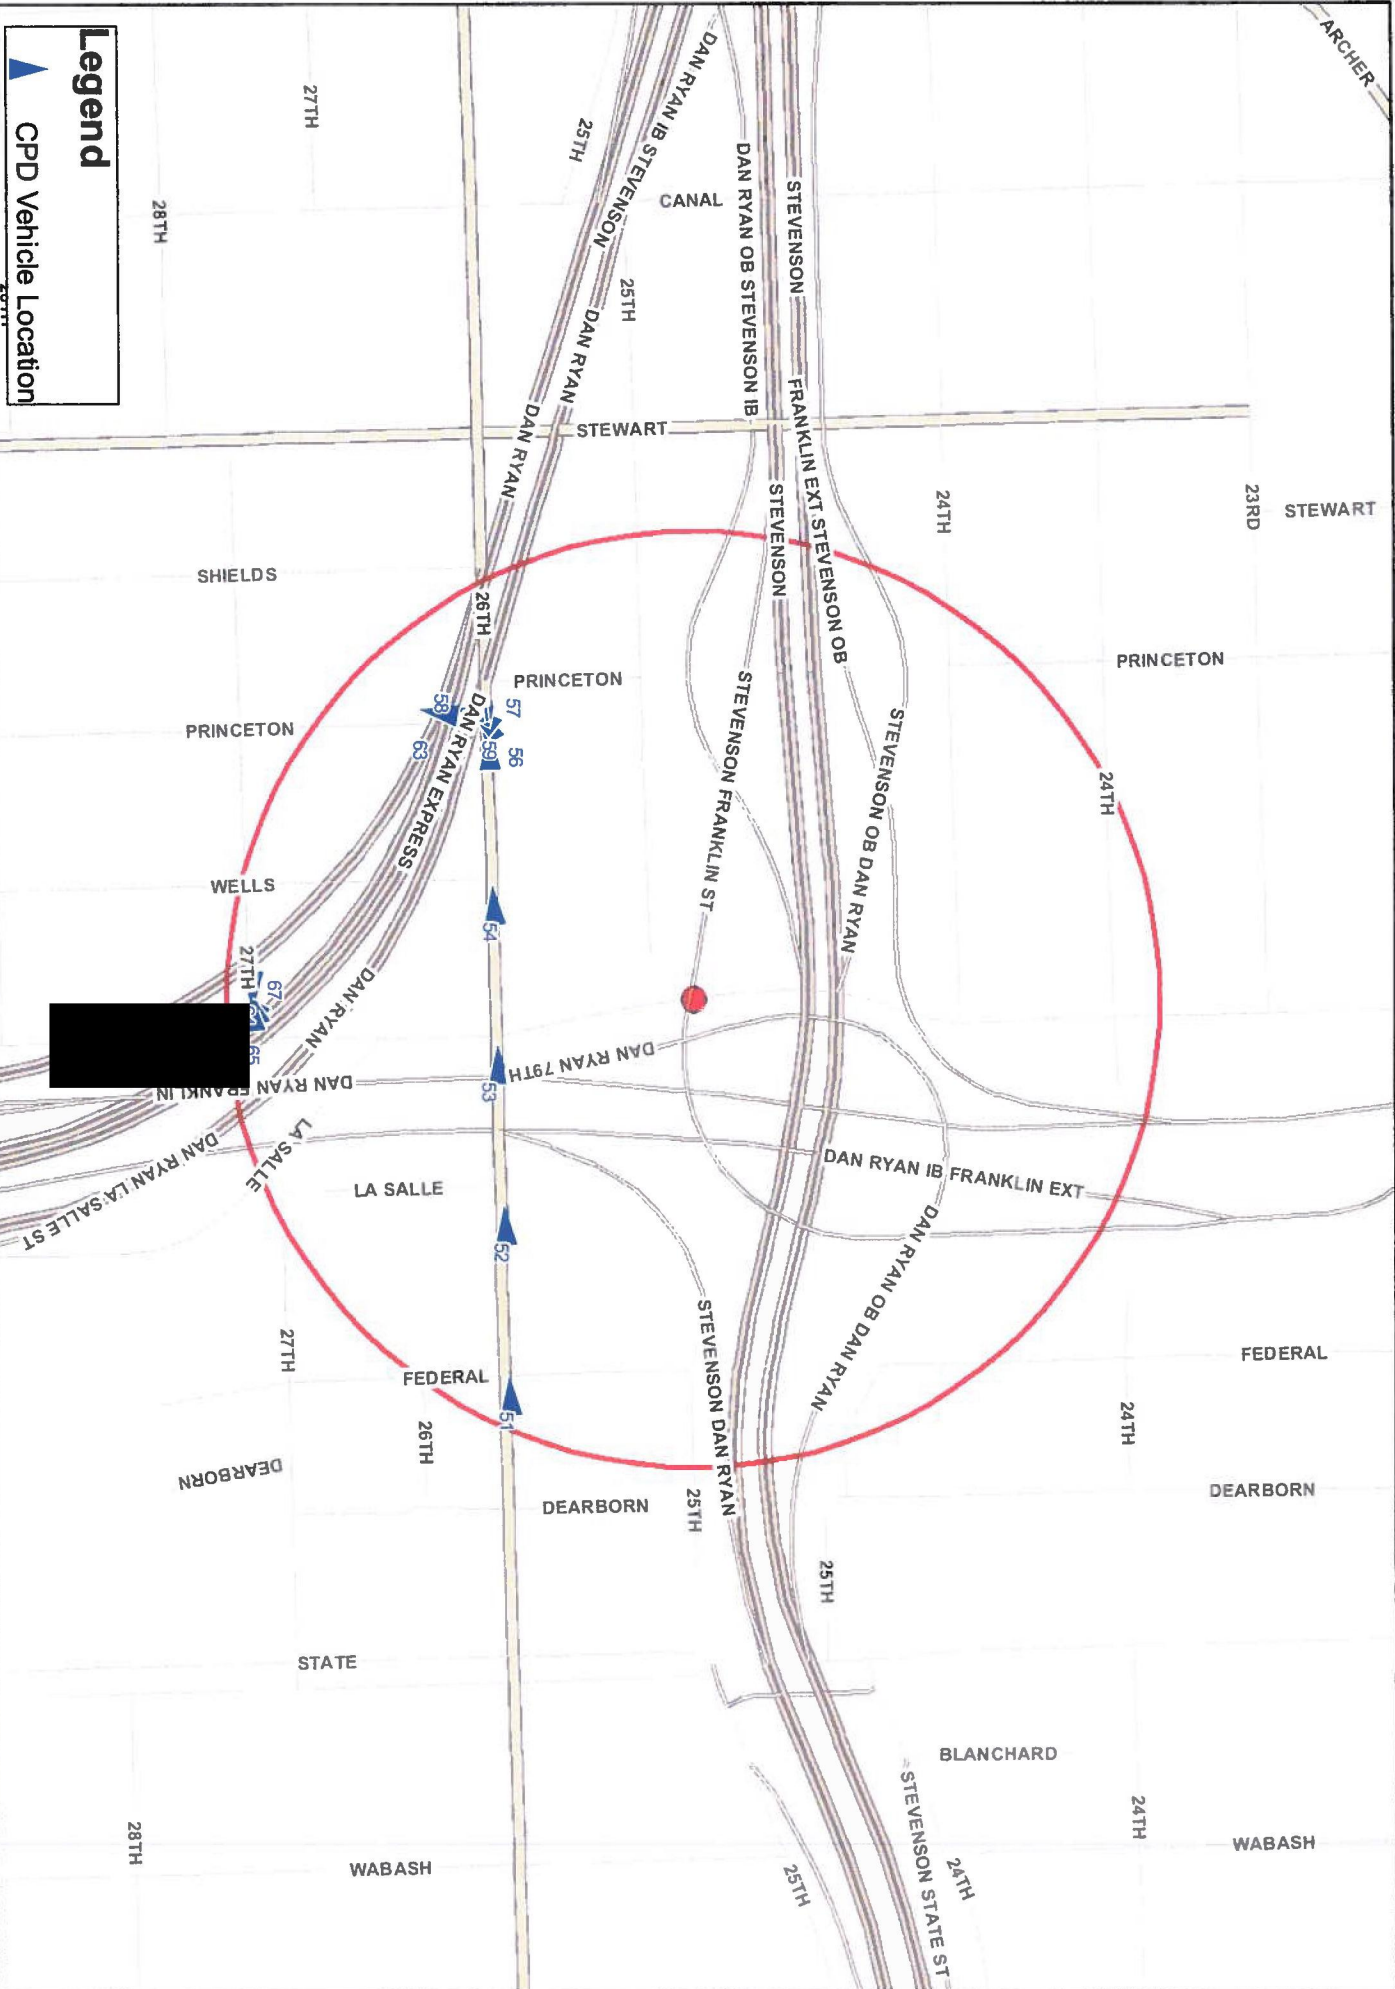 Legend
CPD Vehicle Location
ARCHER
27TH
28TH
25TH
CANAL
DAN RYAN IB STEVENSON
DAN RYAN OB STEVENSON IB
STEVENSON
25TH
DAN RYAN
DAN RYAN
STEWART
FRANKLIN EXT STEVENSON OB
STEVENSON
24TH
23RD
STEWART
SHIELDS
26TH
PRINCETON
PRINCETON
PRINCETON
STEVENSON FRANKLIN ST
STEVENSON OB DAN RYAN
24TH
58
57
63
59
56
DAN RYAN EXPRESS
WELLS
54
27TH
67
65
DAN RYAN
DAN RYAN 79TH
53
DAN RYAN FRANKLIN
DAN RYAN LA SALLE ST
LA SALLE
LA SALLE
DAN RYAN IB FRANKLIN EXT
52
DAN RYAN OB DAN RYAN
STEVENSON DAN RYAN
27TH
FEDERAL
FEDERAL
51
26TH
24TH
DEARBORN
DEARBORN
DEARBORN
25TH
25TH
STATE
BLANCHARD
STEVENSON STATE ST
24TH
24TH
28TH
WABASH
WABASH
25TH